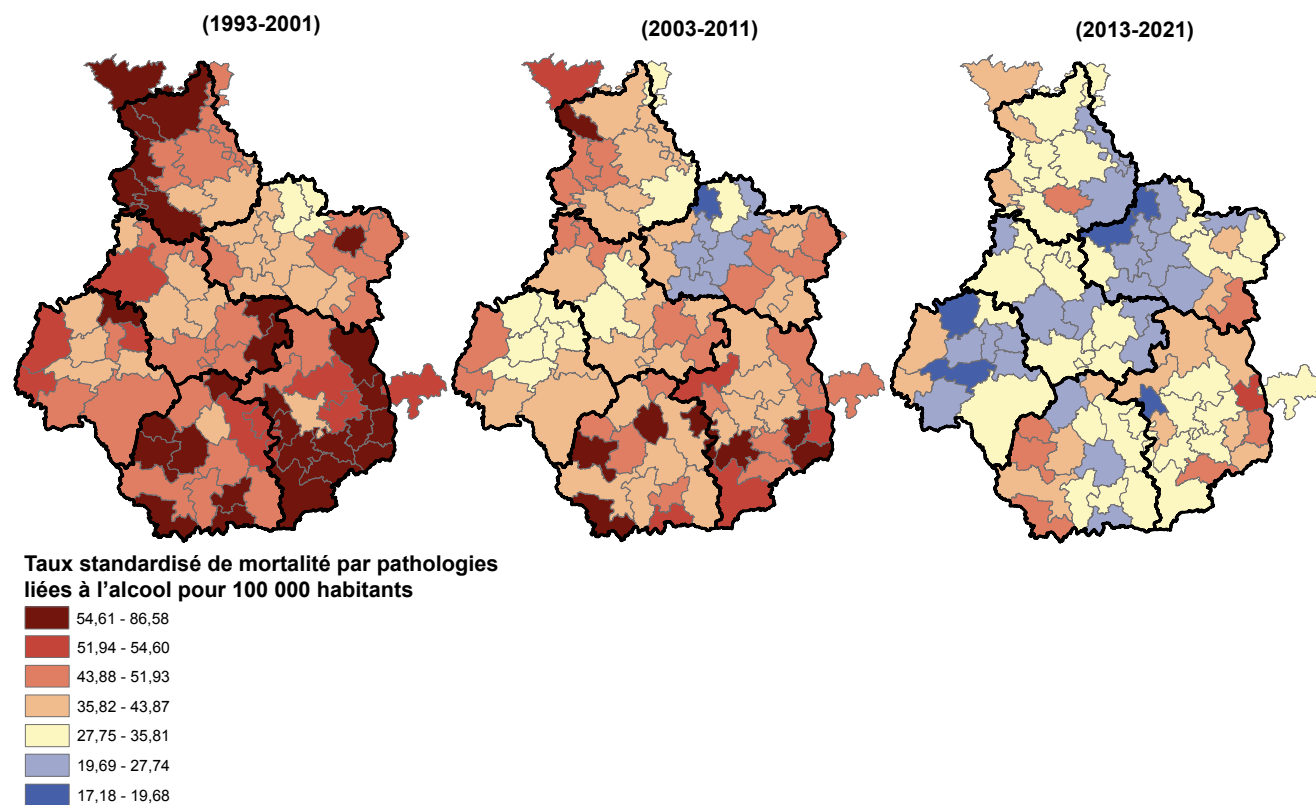 (1993-2001)
(2003-2011)
(2013-2021)
Taux standardisé de mortalité par pathologies
liées à l'alcool pour 100 000 habitants
54,61 - 86,58
51,94 - 54,60
43,88 - 51,93
35,82 - 43,87
27,75 - 35,81
19,69 - 27,74
17,18 - 19,68